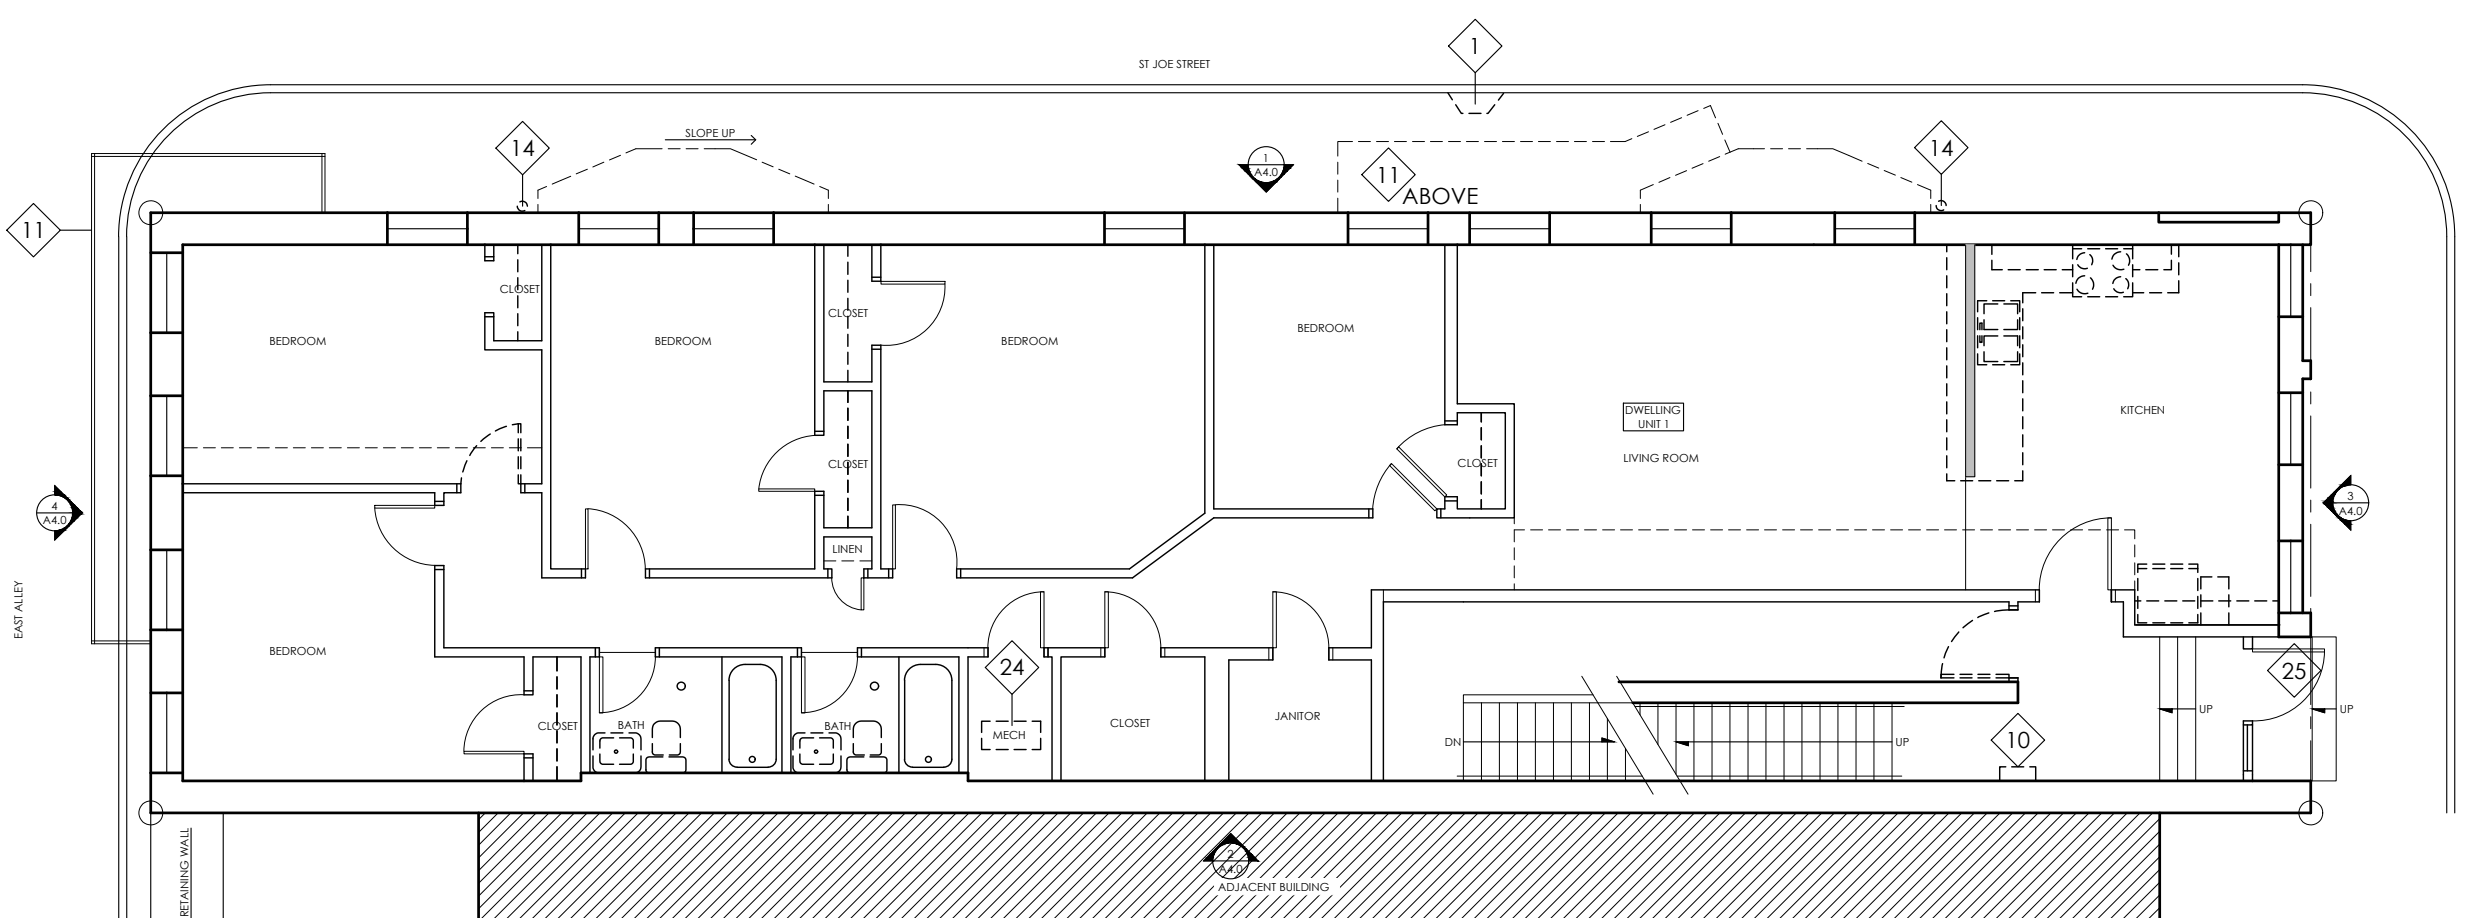 1
ST JOE STREET
14
SLOPE UP
1
A4.0
11
ABOVE
14
11
CLOSET
CLOSET
BEDROOM
BEDROOM
BEDROOM
BEDROOM
DWELLING
UNIT 1
KITCHEN
CLOSET
CLOSET
LIVING ROOM
4
A4.0
3
A4.0
LINEN
EAST ALLEY
BEDROOM
24
25
CLOSET
BATH
BATH
MECH
CLOSET
JANITOR
DN
UP
10
UP
UP
RETAINING WALL
2
A4.0
ADJACENT BUILDING